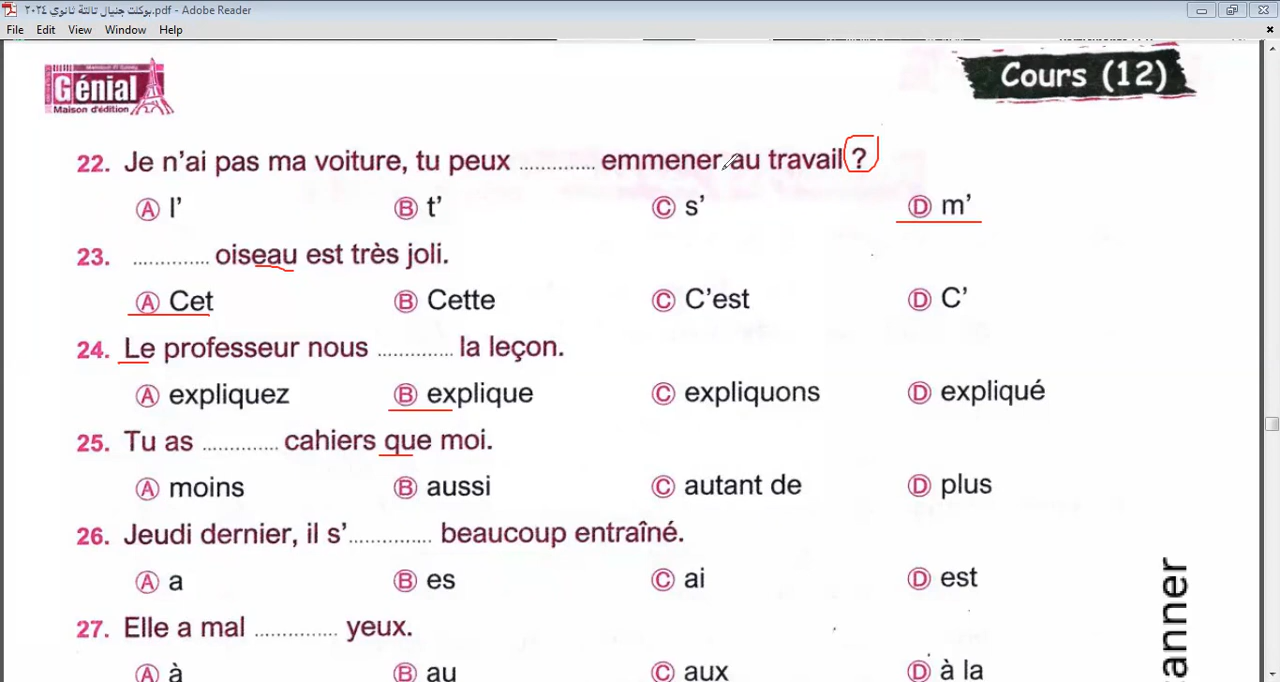 بوكلت جنيال تالتة ثانوي ٢٠٢٤.pdf - Adobe Reader
File Edit View Window Help
Génial
Maison d'édition
Cours (12)
22. Je n'ai pas ma voiture, tu peux ............. emmener au travail ?
A l' B t' C s' D m'
23. ............. oiseau est très joli.
A Cet B Cette C C'est D C'
24. Le professeur nous ............. la leçon.
A expliquez B explique C expliquons D expliqué
25. Tu as ............. cahiers que moi.
A moins B aussi C autant de D plus
26. Jeudi dernier, il s'.............. beaucoup entraîné.
A a B es C ai D est
27. Elle a mal .............. yeux.
A à B au C aux D à la
anner